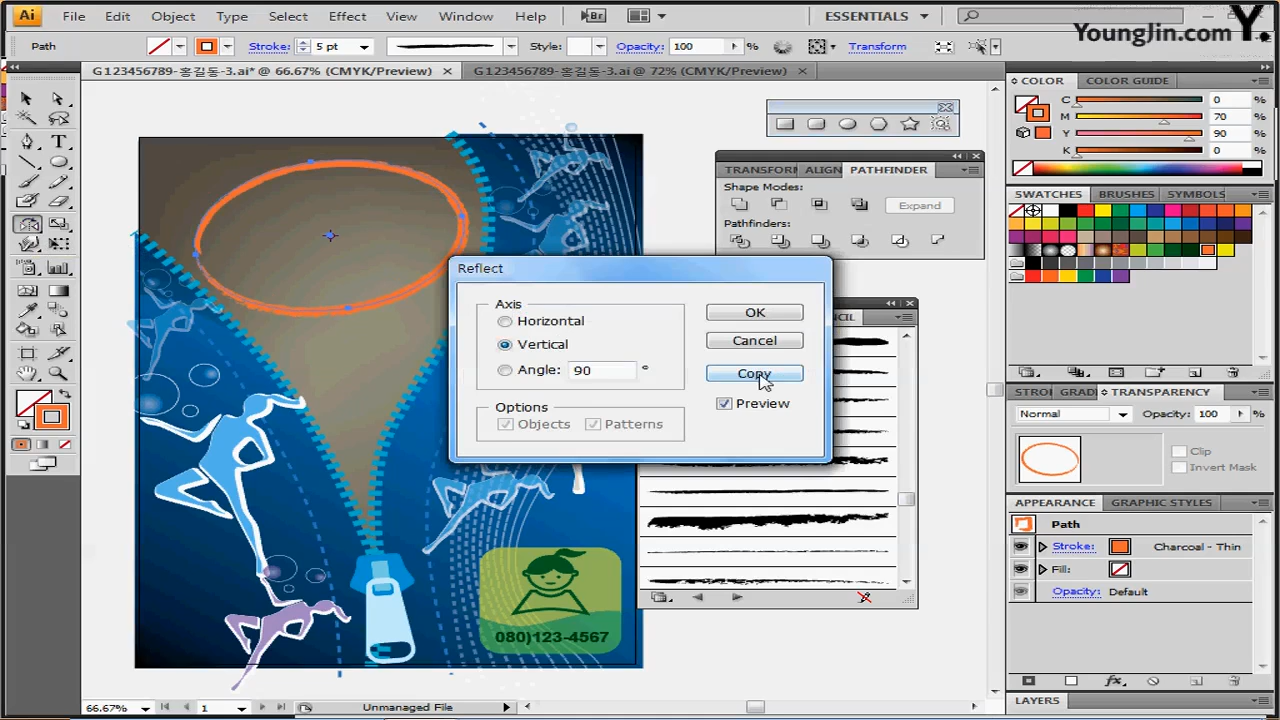 Ai File Edit Object Type Select Effect View Window Help Br ESSENTIALS
YoungJin.com Y.
Path Stroke: 5 pt Style: Opacity: 100 % Transform
G123456789-홍길동-3.ai* @ 66.67% (CMYK/Preview) × G123456789-홍길동-3.ai @ 72% (CMYK/Preview) ×
COLOR COLOR GUIDE
C 0 %
M 70 %
Y 90 %
K 0 %
TRANSFORM ALIGN PATHFINDER
Shape Modes:
Expand
Pathfinders:
SWATCHES BRUSHES SYMBOLS
Reflect
Axis
Horizontal
Vertical
Angle: 90 °
Options
Objects Patterns
OK
Cancel
Copy
Preview
CIL
STRO GRAD TRANSPARENCY
Normal Opacity: 100 %
Clip
Invert Mask
APPEARANCE GRAPHIC STYLES
Path
Stroke: Charcoal - Thin
Fill:
Opacity: Default
fx
LAYERS
080)123-4567
66.67% 1 Unmanaged File